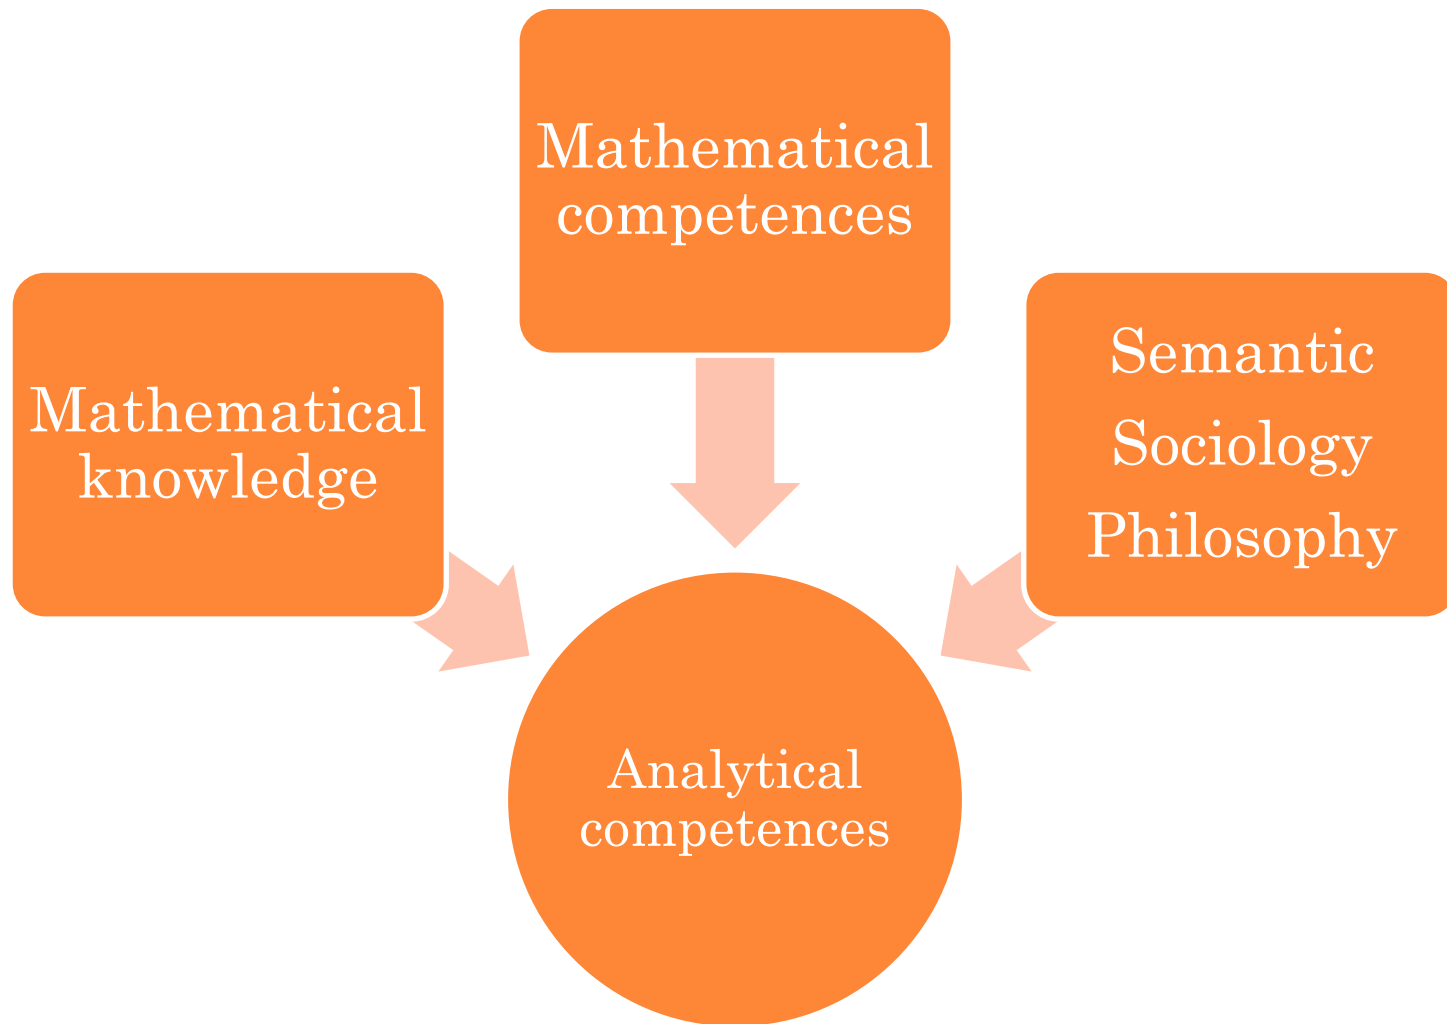 Mathematical
competences
Mathematical
knowledge
Semantic
Sociology
Philosophy
Analytical
competences